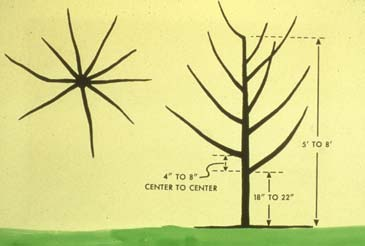 5' TO 8'
4" TO 8"
CENTER TO CENTER
18" TO 22"